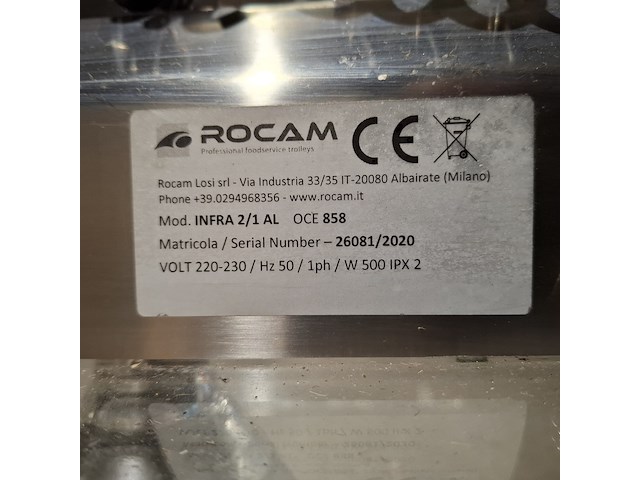 ROCAM
Professional foodservice trolleys
CE
Rocam Losi srl - Via Industria 33/35 IT-20080 Albairate (Milano)
Phone +39.0294968356 - www.rocam.it
Mod. INFRA 2/1 AL OCE 858
Matricola / Serial Number – 26081/2020
VOLT 220-230 / Hz 50 / 1ph / W 500 IPX 2